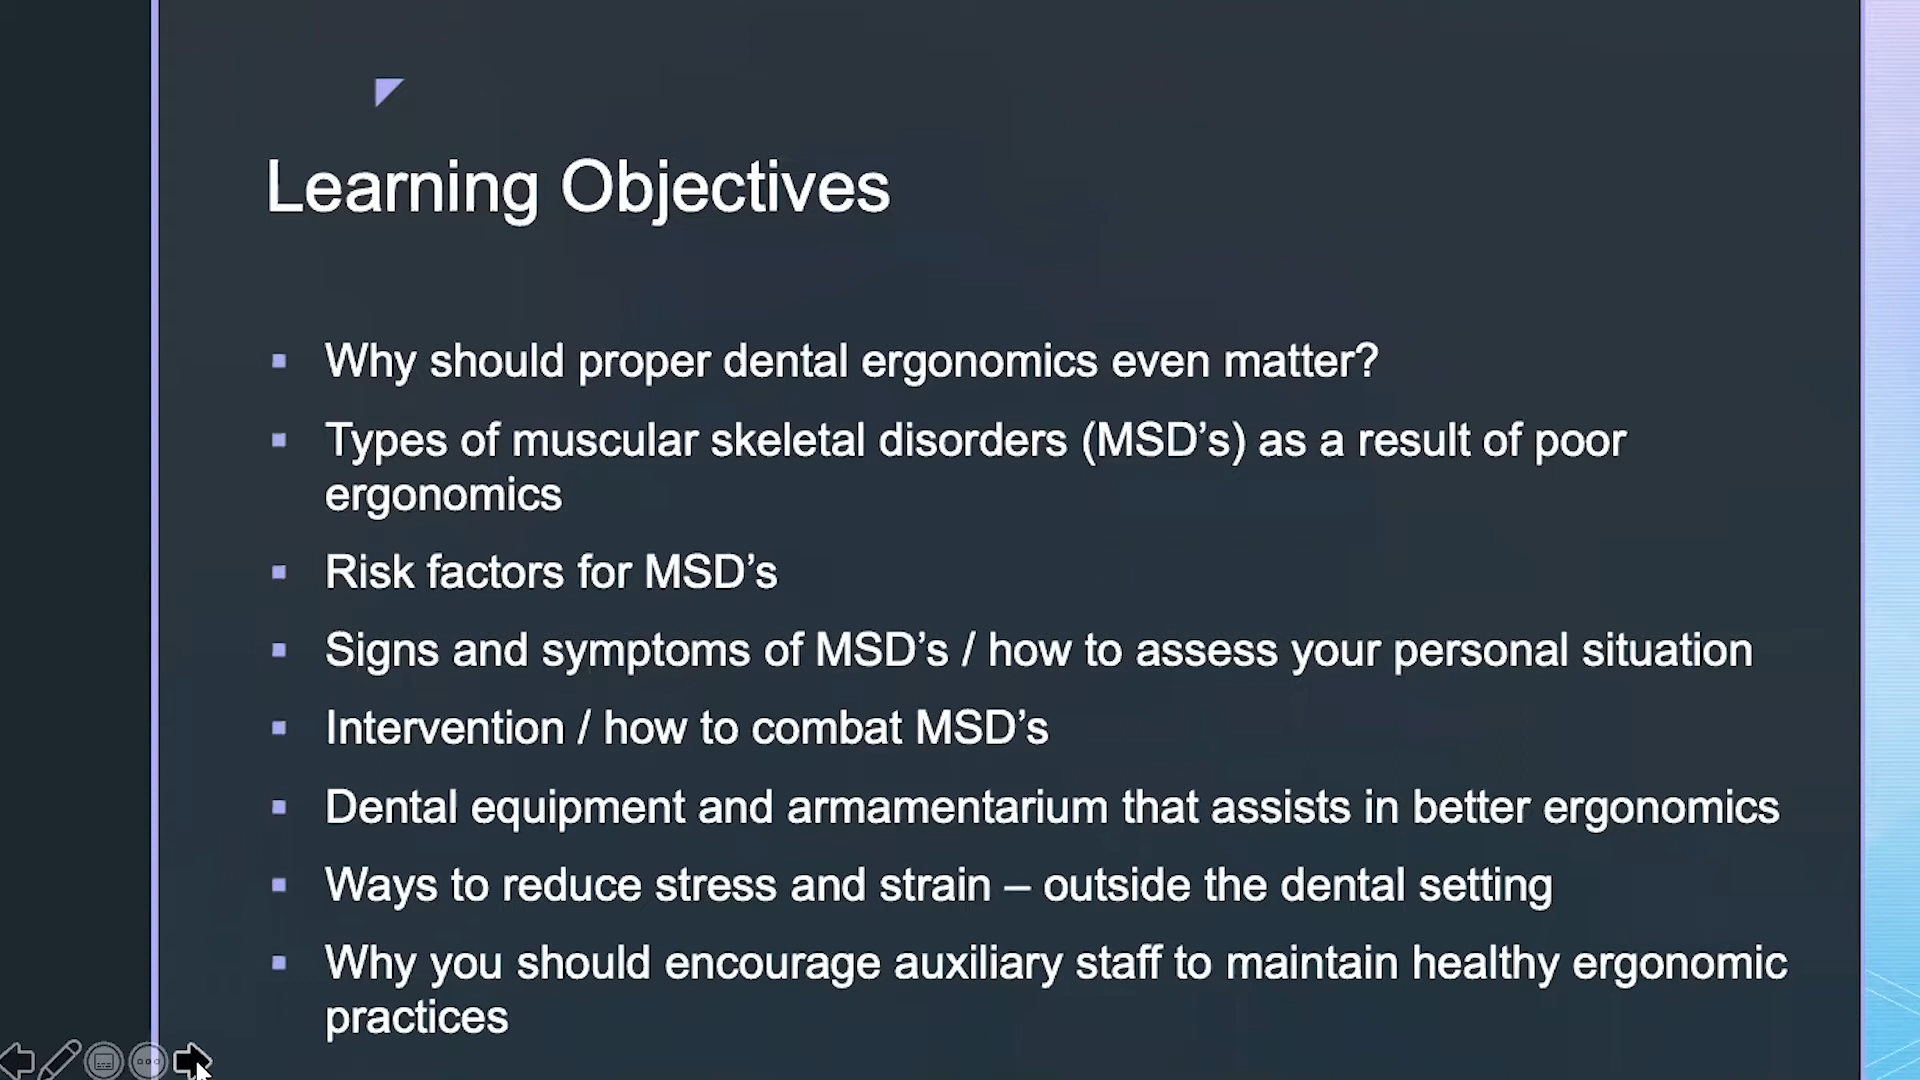 Learning Objectives
Why should proper dental ergonomics even matter?
Types of muscular skeletal disorders (MSD’s) as a result of poor
ergonomics
Risk factors for MSD’s
Signs and symptoms of MSD’s / how to assess your personal situation
Intervention / how to combat MSD’s
Dental equipment and armamentarium that assists in better ergonomics
Ways to reduce stress and strain – outside the dental setting
Why you should encourage auxiliary staff to maintain healthy ergonomic
practices